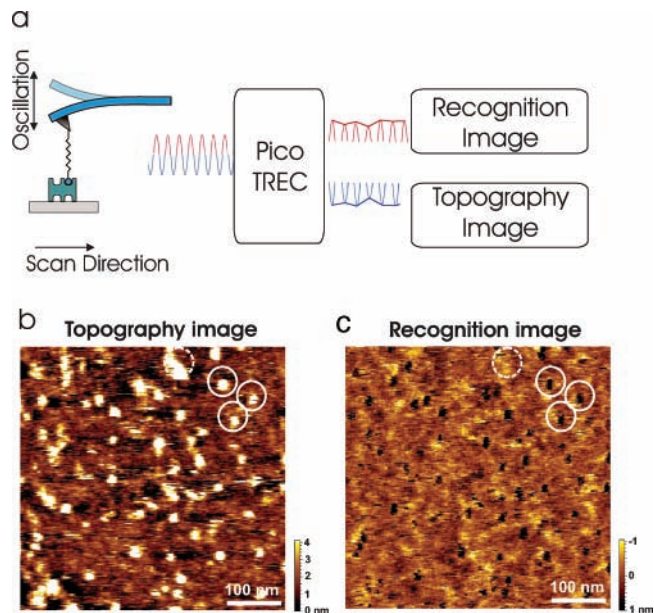 a
Oscillation
Scan Direction
Pico
TREC
Recognition
Image
Topography
Image
b
Topography image
100 nm
4
3
2
1
0 nm
c
Recognition image
100 nm
-1
0
1 nm